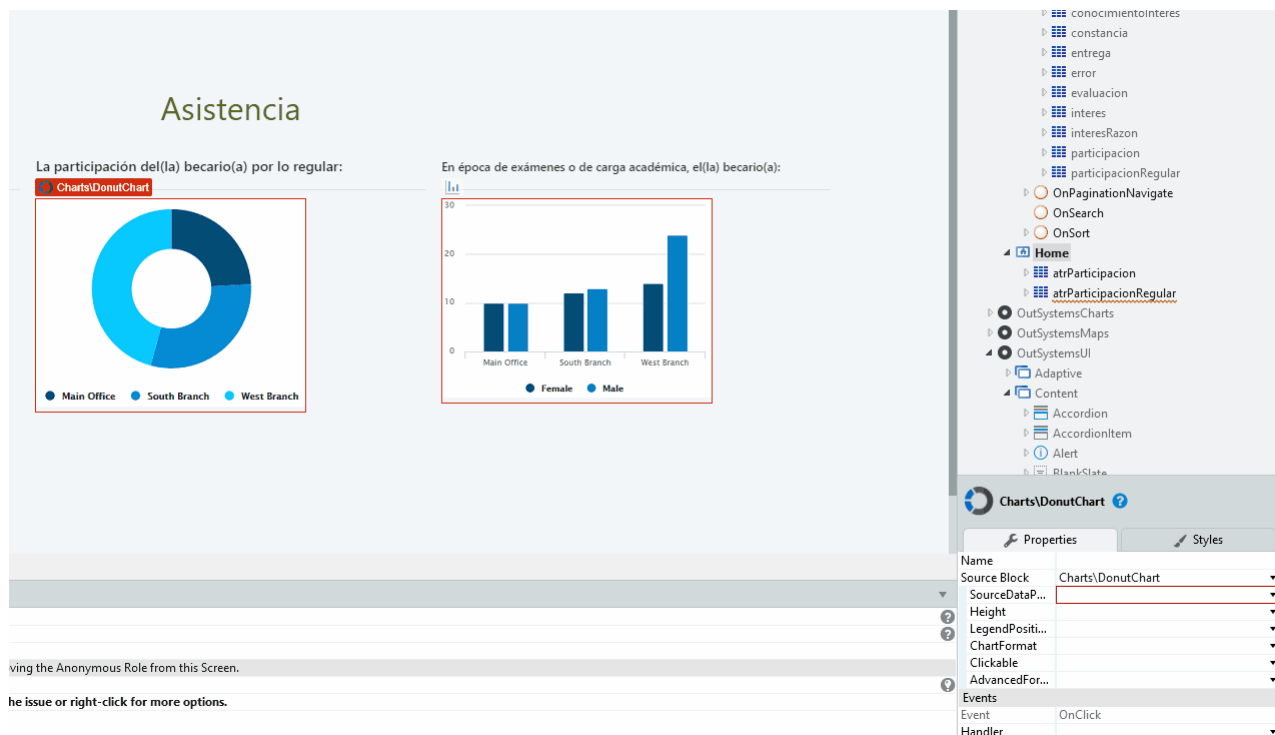 Asistencia
La participación del(la) becario(a) por lo regular:
Charts\DonutChart
Main Office
South Branch
West Branch
En época de exámenes o de carga académica, el(la) becario(a):
30
20
10
0
Main Office
South Branch
West Branch
Female
Male
conocimientoInteres
constancia
entrega
error
evaluacion
interes
interesRazon
participacion
participacionRegular
OnPaginationNavigate
OnSearch
OnSort
Home
atrParticipacion
atrParticipacionRegular
OutSystemsCharts
OutSystemsMaps
OutSystemsUI
Adaptive
Content
Accordion
AccordionItem
Alert
BlankSlate
Charts\DonutChart ?
Properties Styles
Name
Source Block Charts\DonutChart
SourceDataP...
Height
LegendPositi...
ChartFormat
Clickable
AdvancedFor...
Events
Event OnClick
Handler
?
?
ving the Anonymous Role from this Screen.
he issue or right-click for more options.